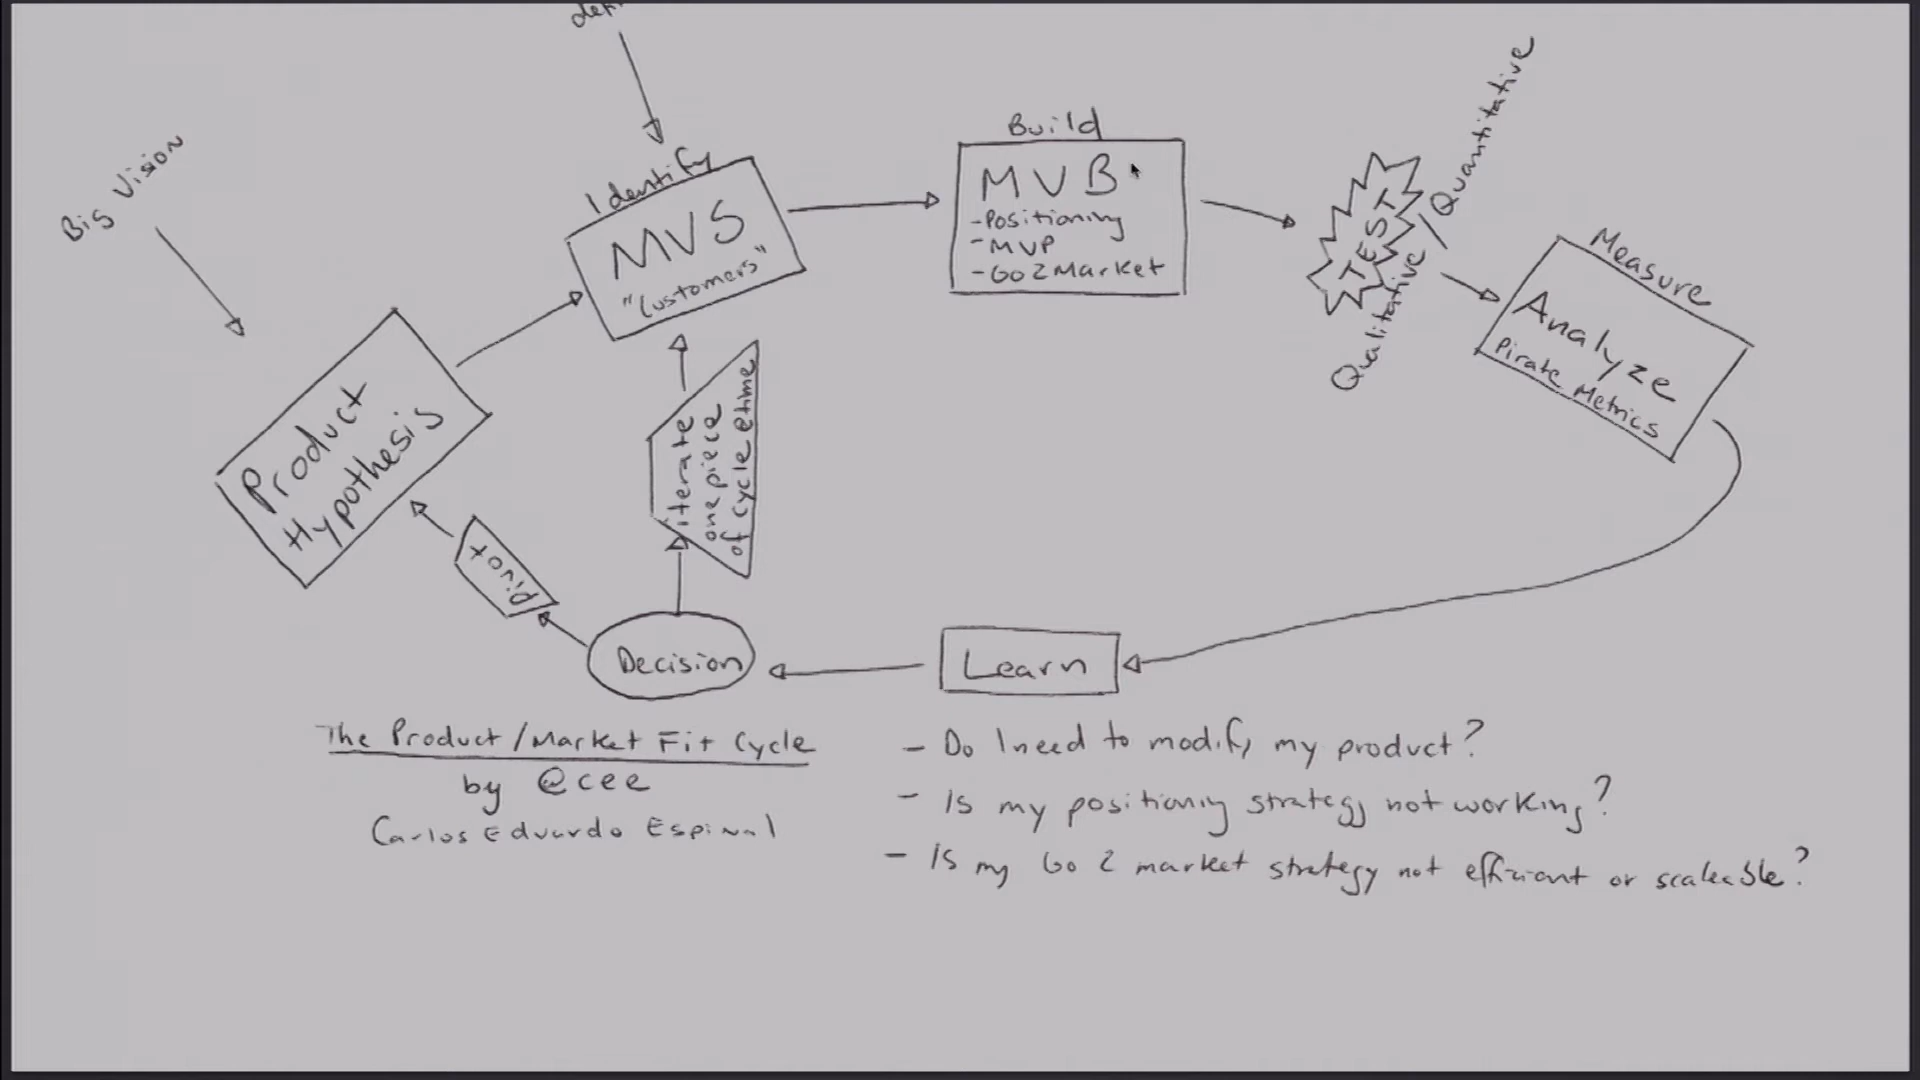 Big Vision
Product
Hypothesis
Identify
MVS
"Customers"
Build
MVB
-Positioning
-MVP
-Go2Market
TEST
Qualitative
Quantitative
Measure
Analyze
Pirate Metrics
iterate
one piece
of cycle @time
Pivot
Decision
Learn
The Product/Market Fit Cycle
by @cee
Carlos Eduardo Espinal
- Do I need to modify my product?
- Is my positioning strategy not working?
- Is my Go 2 market strategy not efficient or scaleable?